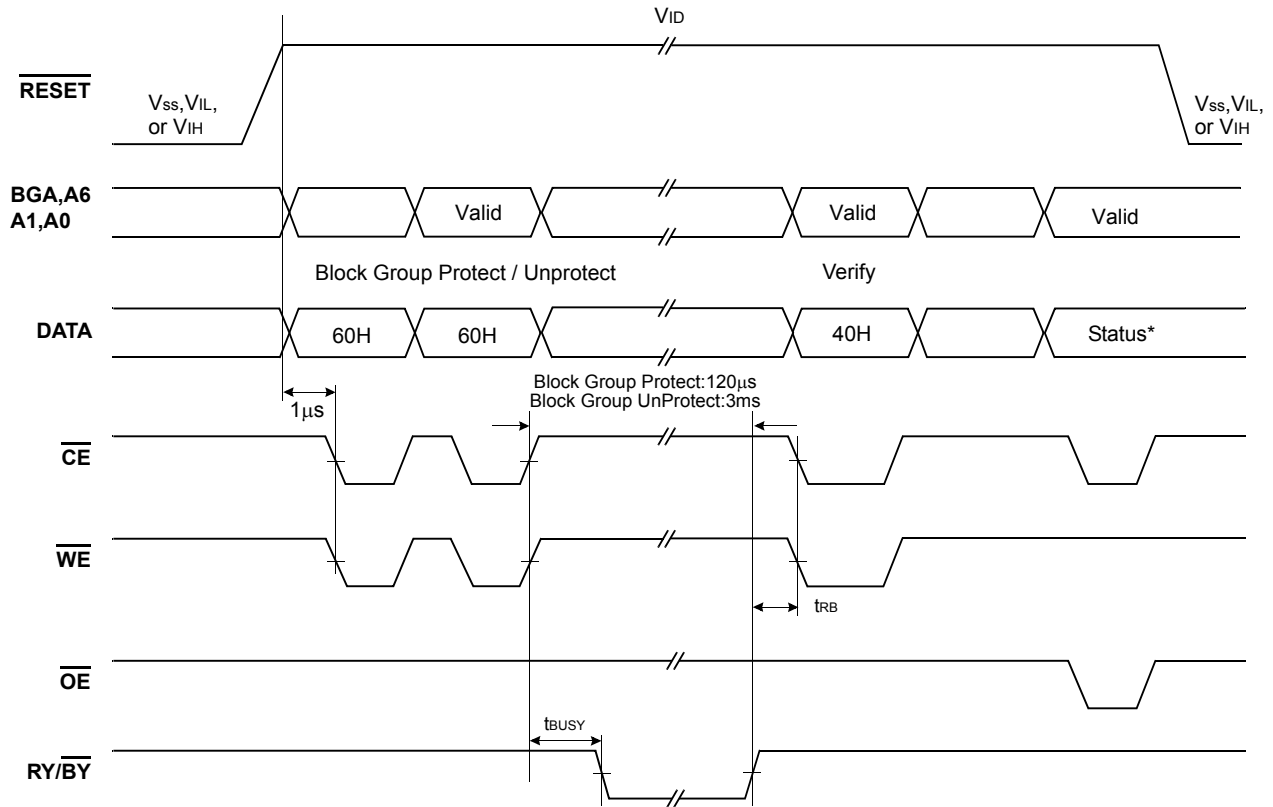 VID
RESET
Vss,VIL,
or VIH
Vss,VIL,
or VIH
BGA,A6
A1,A0
Valid
Valid
Valid
Block Group Protect / Unprotect
Verify
DATA
60H
60H
40H
Status*
1μs
Block Group Protect:120μs
Block Group UnProtect:3ms
CE
WE
tRB
OE
tBUSY
RY/BY